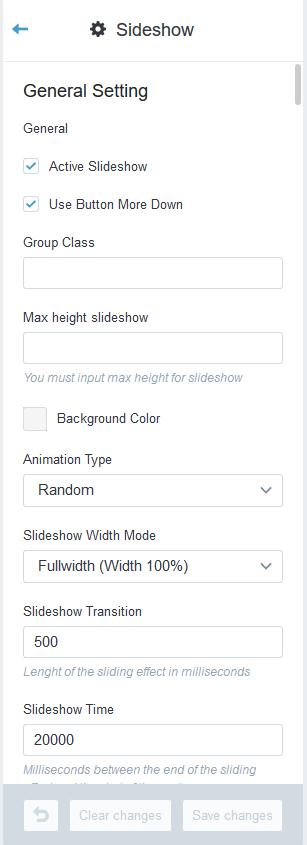 Sideshow
General Setting
General
Active Slideshow
Use Button More Down
Group Class
Max height slideshow
You must input max height for slideshow
Background Color
Animation Type
Random
Slideshow Width Mode
Fullwidth (Width 100%)
Slideshow Transition
500
Lenght of the sliding effect in milliseconds
Slideshow Time
20000
Milliseconds between the end of the sliding
Clear changes
Save changes